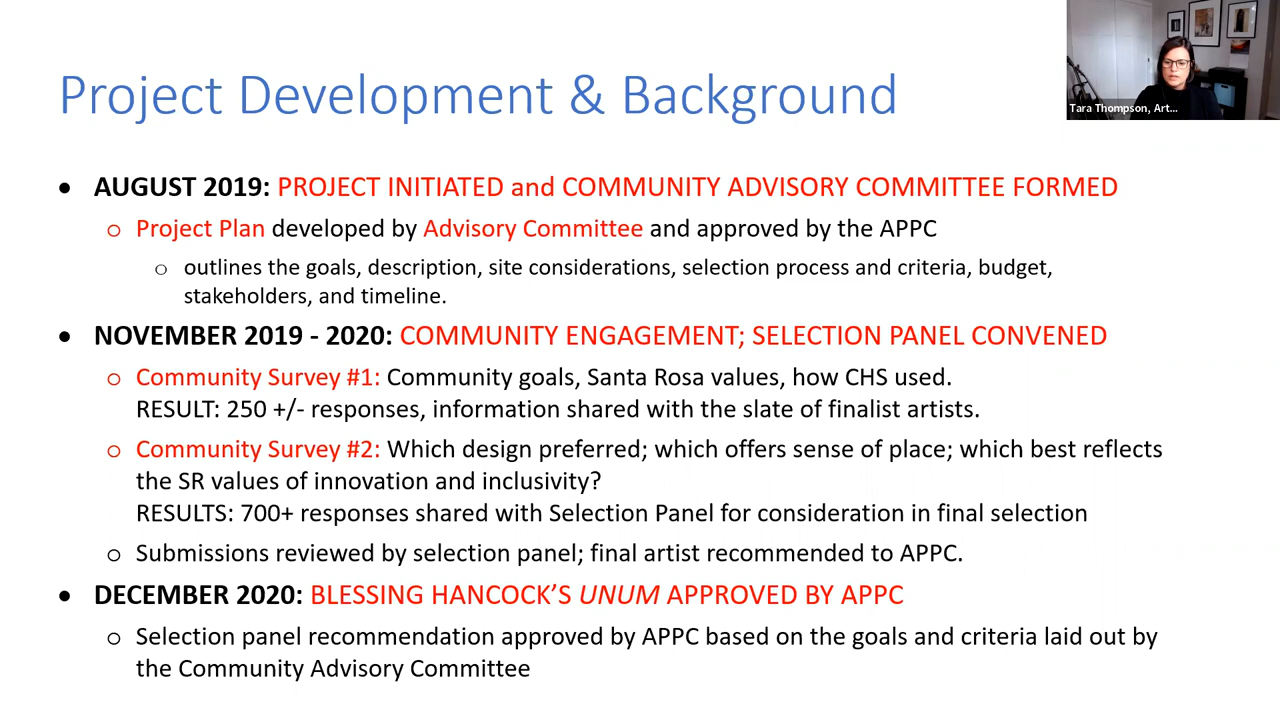 Project Development & Background
Tara Thompson, Art...
• AUGUST 2019: PROJECT INITIATED and COMMUNITY ADVISORY COMMITTEE FORMED
o Project Plan developed by Advisory Committee and approved by the APPC
o outlines the goals, description, site considerations, selection process and criteria, budget,
stakeholders, and timeline.
• NOVEMBER 2019 - 2020: COMMUNITY ENGAGEMENT; SELECTION PANEL CONVENED
o Community Survey #1: Community goals, Santa Rosa values, how CHS used.
RESULT: 250 +/- responses, information shared with the slate of finalist artists.
o Community Survey #2: Which design preferred; which offers sense of place; which best reflects
the SR values of innovation and inclusivity?
RESULTS: 700+ responses shared with Selection Panel for consideration in final selection
o Submissions reviewed by selection panel; final artist recommended to APPC.
• DECEMBER 2020: BLESSING HANCOCK’S UNUM APPROVED BY APPC
o Selection panel recommendation approved by APPC based on the goals and criteria laid out by
the Community Advisory Committee